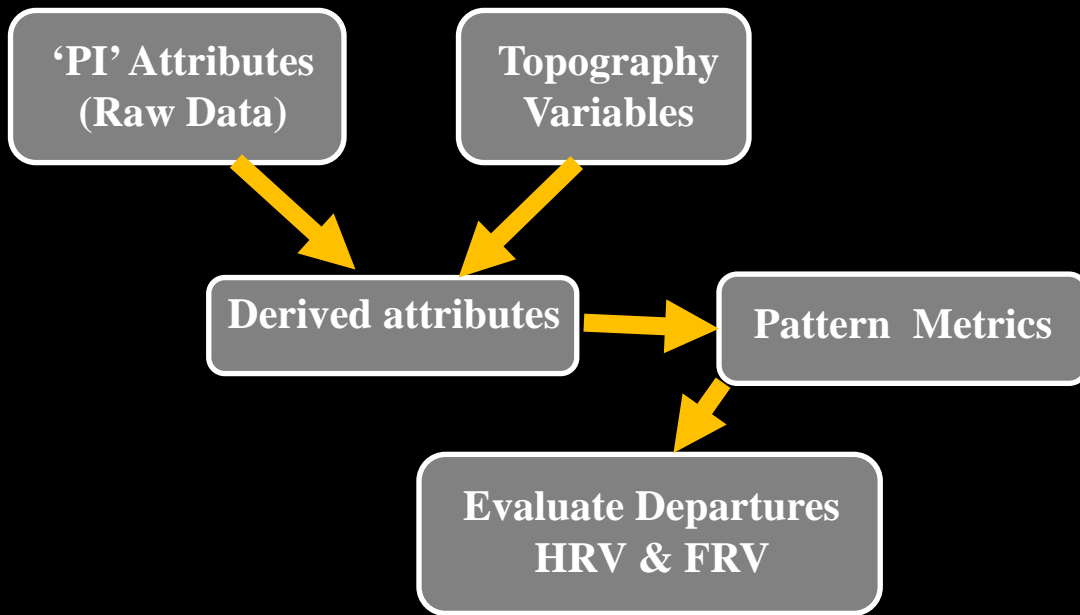 ‘PI’ Attributes
(Raw Data)
Topography
Variables
Derived attributes
Pattern Metrics
Evaluate Departures
HRV & FRV